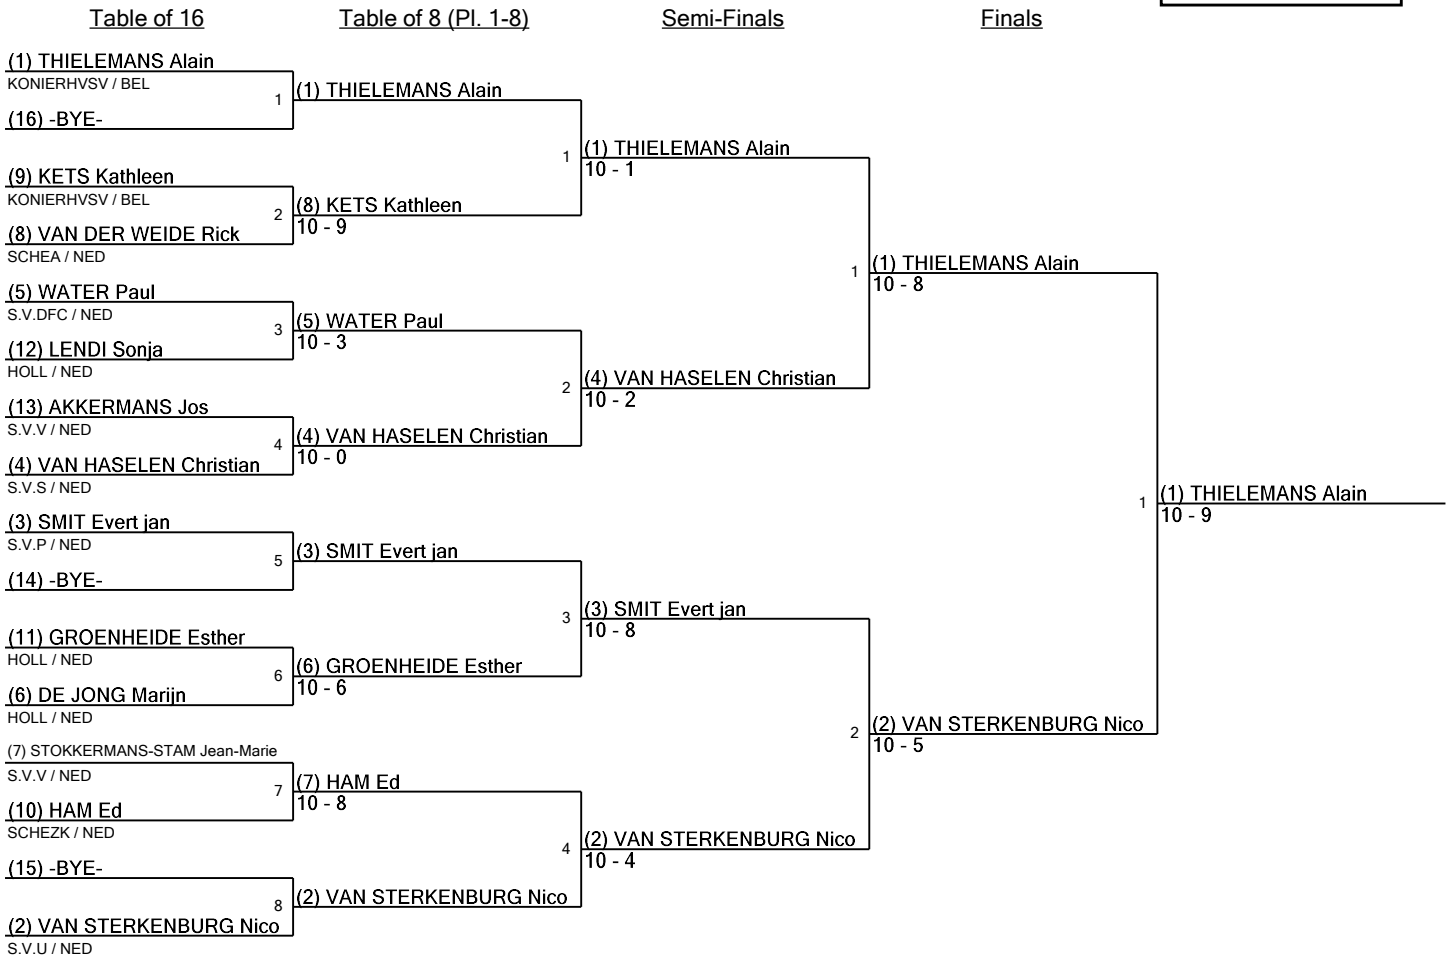 Table of 16
Table of 8 (Pl. 1-8)
Semi-Finals
Finals
(1) THIELEMANS Alain
KONIERHVSV / BEL
(16) -BYE-
(9) KETS Kathleen
KONIERHVSV / BEL
(8) VAN DER WEIDE Rick
SCHEA / NED
(5) WATER Paul
S.V.DFC / NED
(12) LENDI Sonja
HOLL / NED
(13) AKKERMANS Jos
S.V.V / NED
(4) VAN HASELEN Christian
S.V.S / NED
(3) SMIT Evert jan
S.V.P / NED
(14) -BYE-
(11) GROENHEIDE Esther
HOLL / NED
(6) DE JONG Marijn
HOLL / NED
(7) STOKKERMANS-STAM Jean-Marie
S.V.V / NED
(10) HAM Ed
SCHEZK / NED
(15) -BYE-
(2) VAN STERKENBURG Nico
S.V.U / NED
1
(1) THIELEMANS Alain
2
(8) KETS Kathleen
10 - 9
3
(5) WATER Paul
10 - 3
4
(4) VAN HASELEN Christian
10 - 0
5
(3) SMIT Evert jan
6
(6) GROENHEIDE Esther
10 - 6
7
(7) HAM Ed
10 - 8
8
(2) VAN STERKENBURG Nico
1
(1) THIELEMANS Alain
10 - 1
2
(4) VAN HASELEN Christian
10 - 2
3
(3) SMIT Evert jan
10 - 8
4
(2) VAN STERKENBURG Nico
10 - 4
1
(1) THIELEMANS Alain
10 - 8
2
(2) VAN STERKENBURG Nico
10 - 5
1
(1) THIELEMANS Alain
10 - 9